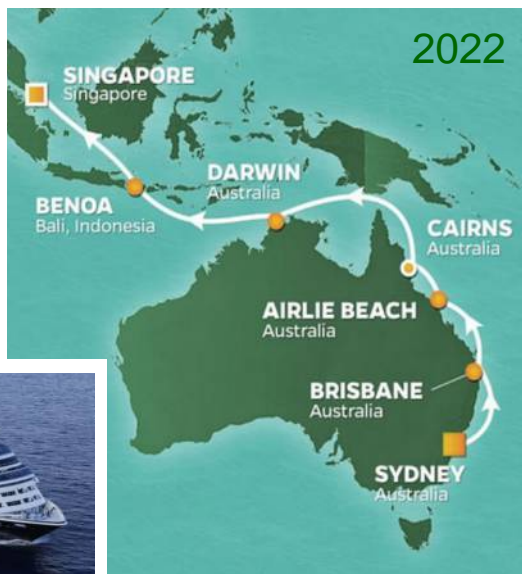 2022
SINGAPORE
Singapore
DARWIN
Australia
BENOA
Bali, Indonesia
CAIRNS
Australia
AIRLIE BEACH
Australia
BRISBANE
Australia
SYDNEY
Australia